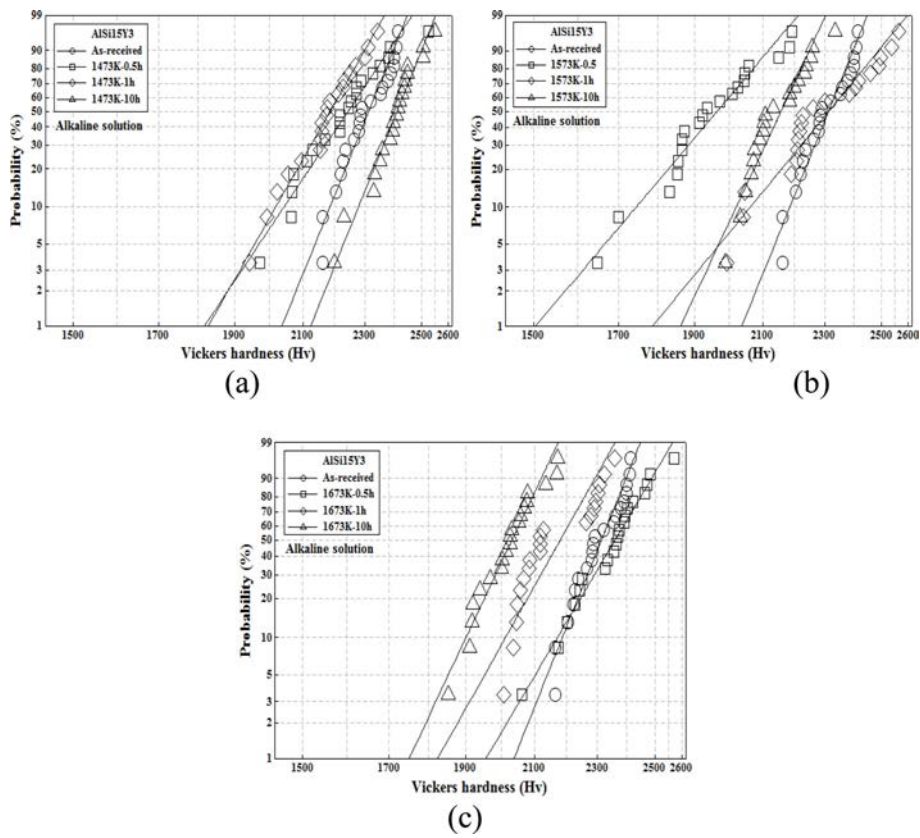 99
90
80
70
60
50
40
30
20
10
5
3
2
1
Probability (%)
AlSi15Y3
As-received
1473K-0.5h
1473K-1h
1473K-10h
Alkaline solution
1500 1700 1900 2100 2300 2500 2600
Vickers hardness (Hv)
(a)
99
90
80
70
60
50
40
30
20
10
5
3
2
1
Probability (%)
AlSi15Y3
As-received
1573K-0.5
1573K-1h
1573K-10h
Alkaline solution
1500 1700 1900 2100 2300 2500 2600
Vickers hardness (Hv)
(b)
99
90
80
70
60
50
40
30
20
10
5
3
2
1
Probability (%)
AlSi15Y3
As-received
1673K-0.5h
1673K-1h
1673K-10h
Alkaline solution
1500 1700 1900 2100 2300 2500 2600
Vickers hardness (Hv)
(c)